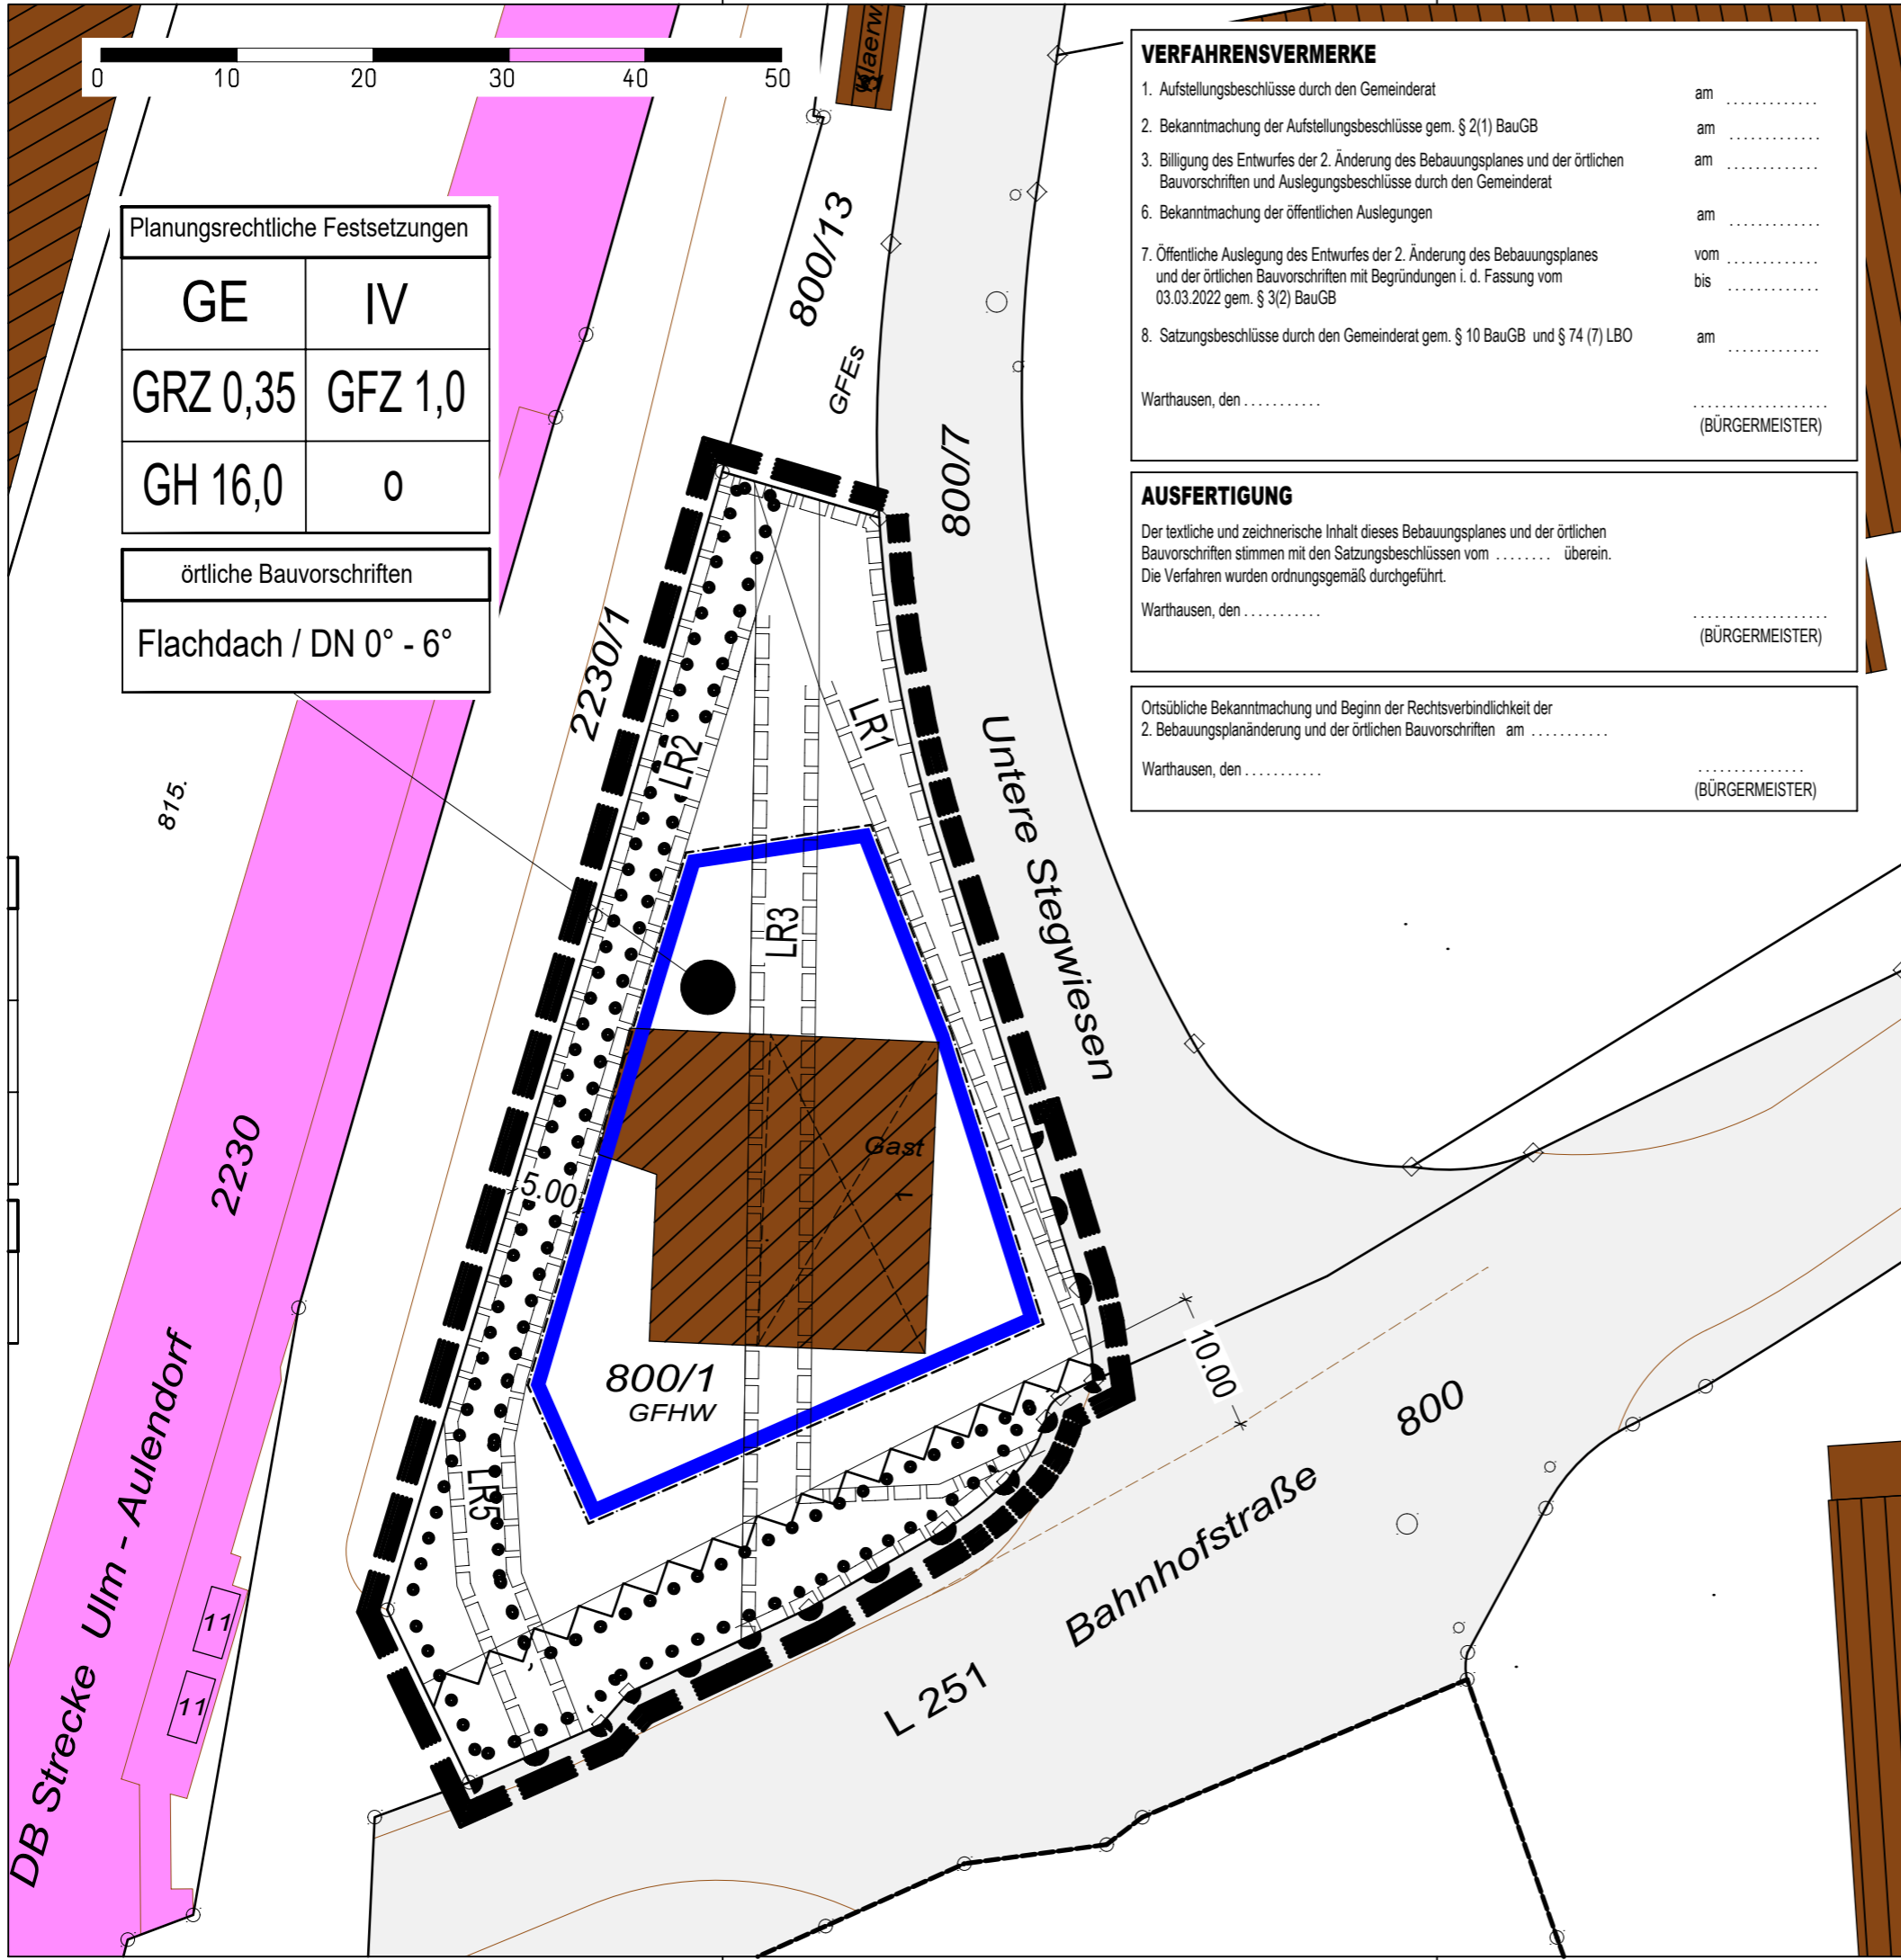 0 10 20 30 40 50
Planungsrechtliche Festsetzungen
GE IV
GRZ 0,35 GFZ 1,0
GH 16,0 o
örtliche Bauvorschriften
Flachdach / DN 0° - 6°
VERFAHRENSVERMERKE
1. Aufstellungsbeschlüsse durch den Gemeinderat am .............
2. Bekanntmachung der Aufstellungsbeschlüsse gem. § 2(1) BauGB am .............
3. Billigung des Entwurfes der 2. Änderung des Bebauungsplanes und der örtlichen am .............
Bauvorschriften und Auslegungsbeschlüsse durch den Gemeinderat
6. Bekanntmachung der öffentlichen Auslegungen am .............
7. Öffentliche Auslegung des Entwurfes der 2. Änderung des Bebauungsplanes vom .............
und der örtlichen Bauvorschriften mit Begründungen i. d. Fassung vom bis .............
03.03.2022 gem. § 3(2) BauGB
8. Satzungsbeschlüsse durch den Gemeinderat gem. § 10 BauGB und § 74 (7) LBO am .............
Warthausen, den ........... ...................
(BÜRGERMEISTER)
AUSFERTIGUNG
Der textliche und zeichnerische Inhalt dieses Bebauungsplanes und der örtlichen
Bauvorschriften stimmen mit den Satzungsbeschlüssen vom ........ überein.
Die Verfahren wurden ordnungsgemäß durchgeführt.
Warthausen, den ........... ...................
(BÜRGERMEISTER)
Ortsübliche Bekanntmachung und Beginn der Rechtsverbindlichkeit der
2. Bebauungsplanänderung und der örtlichen Bauvorschriften am ...........
Warthausen, den ........... ...............
(BÜRGERMEISTER)
800/13
GFEs
800/7
2230/1
LR1
LR2
LR3
Untere Stegwiesen
815.
2230
Gast
1
5.00
800/1
GFHW
10.00
800
LR5
Bahnhofstraße
L 251
DB Strecke Ulm - Aulendorf
11
11